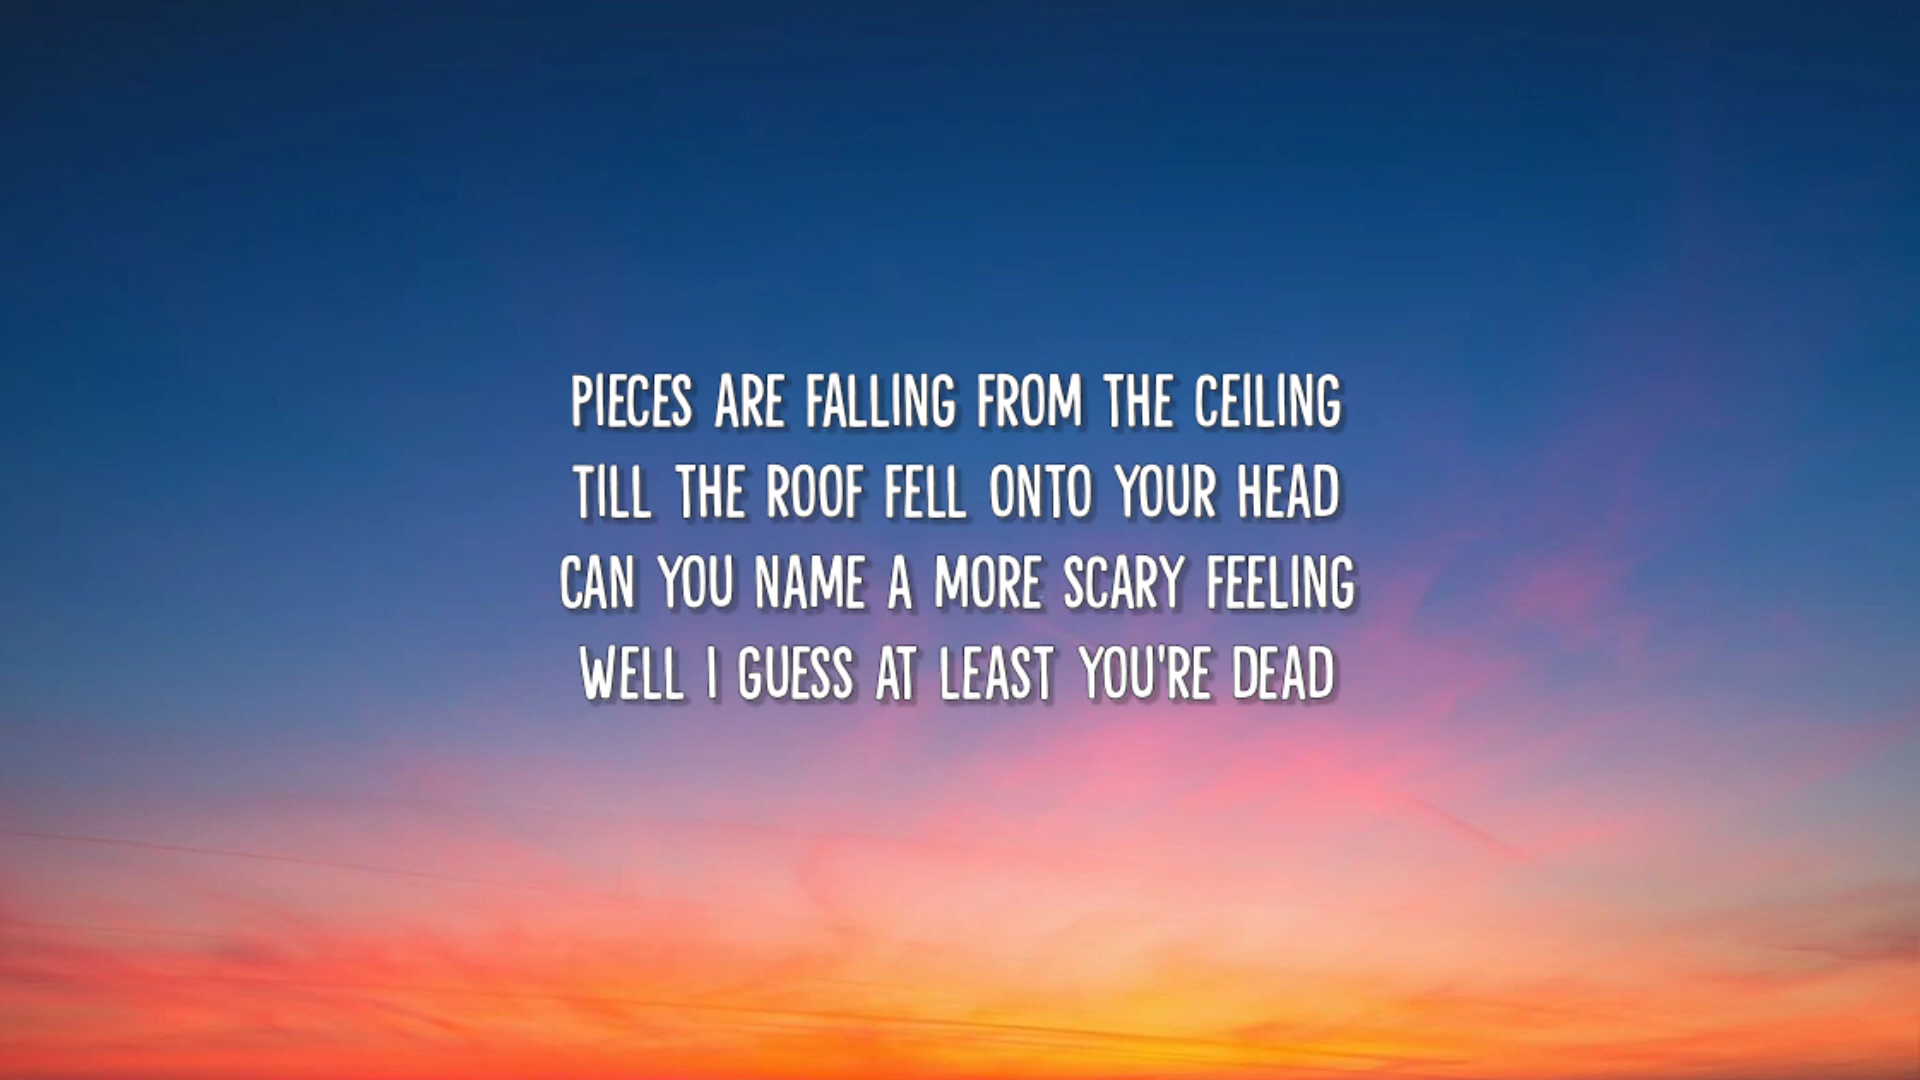 PIECES ARE FALLING FROM THE CEILING
TILL THE ROOF FELL ONTO YOUR HEAD
CAN YOU NAME A MORE SCARY FEELING
WELL I GUESS AT LEAST YOU'RE DEAD